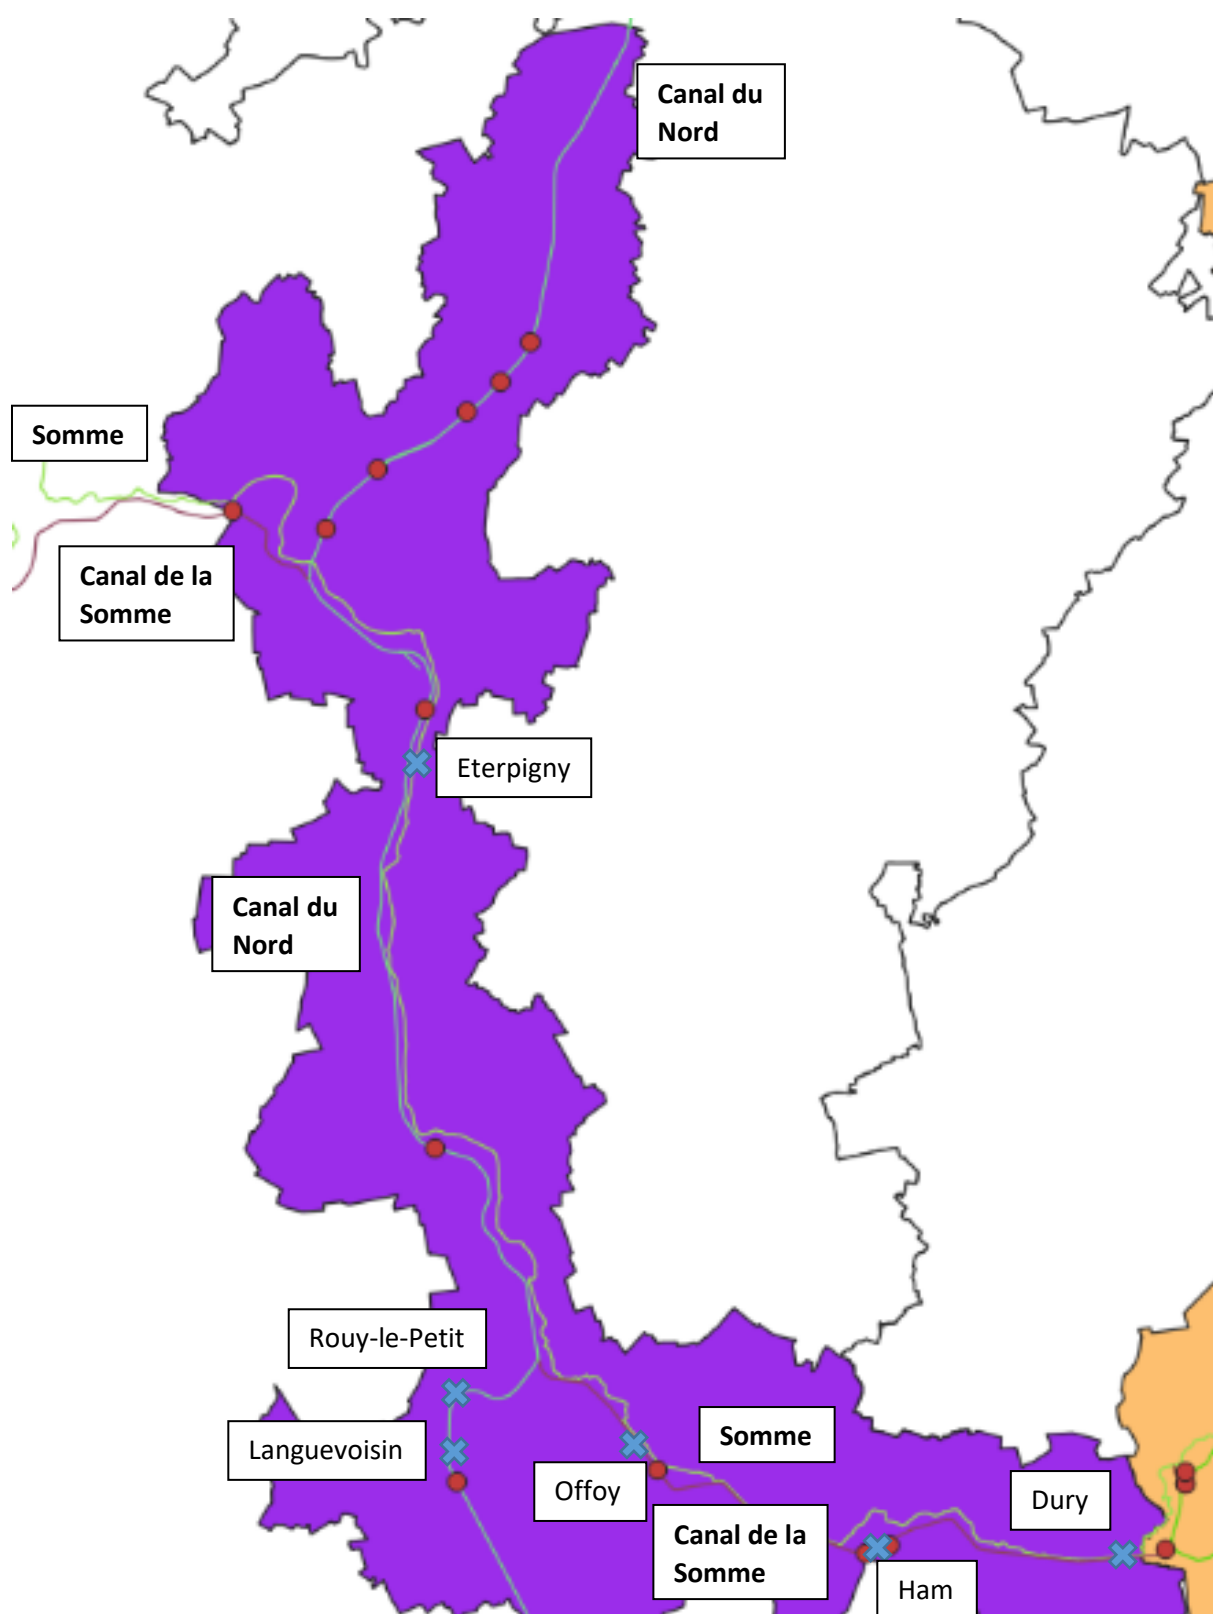 Canal du
Nord
Somme
Canal de la
Somme
Eterpigny
Canal du
Nord
Rouy-le-Petit
Languevoisin
Somme
Offoy
Dury
Canal de la
Somme
Ham